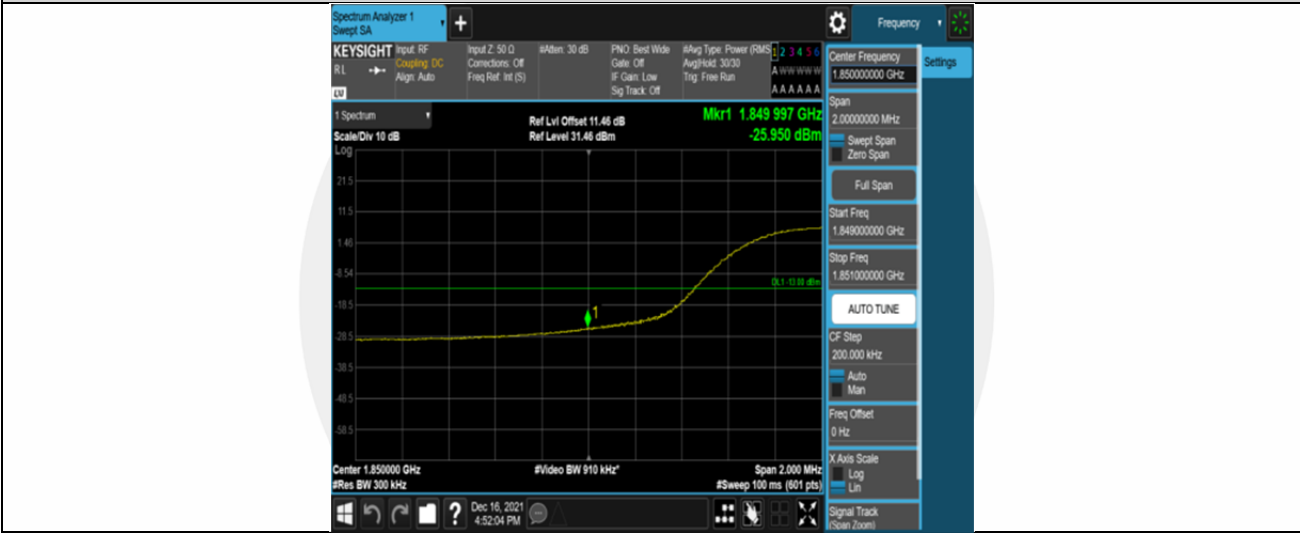 Spectrum Analyzer 1
Swept SA
+
Frequency
KEYSIGHT
RL
Input: RF
Coupling: DC
Align: Auto
Input Z: 50 Ω
Corrections: Off
Freq Ref: Int (S)
#Atten: 30 dB
PNO: Best Wide
Gate: Off
IF Gain: Low
Sig Track: Off
#Avg Type: Power (RMS
Avg|Hold: 30/30
Trig: Free Run
1 2 3 4 5 6
A W W W W W
A A A A A A
1 Spectrum
Scale/Div 10 dB
Log
Ref Lvl Offset 11.46 dB
Ref Level 31.46 dBm
Mkr1 1.849 997 GHz
-25.950 dBm
21.5
11.5
1.46
-8.54
-18.5
-28.5
-38.5
-48.5
-58.5
DL1 -13.00 dBm
1
Center 1.850000 GHz
#Video BW 910 kHz*
Span 2.000 MHz
#Res BW 300 kHz
#Sweep 100 ms (601 pts)
?
Dec 16, 2021
4:52:04 PM
Center Frequency
1.850000000 GHz
Settings
Span
2.00000000 MHz
Swept Span
Zero Span
Full Span
Start Freq
1.849000000 GHz
Stop Freq
1.851000000 GHz
AUTO TUNE
CF Step
200.000 kHz
Auto
Man
Freq Offset
0 Hz
X Axis Scale
Log
Lin
Signal Track
(Span Zoom)